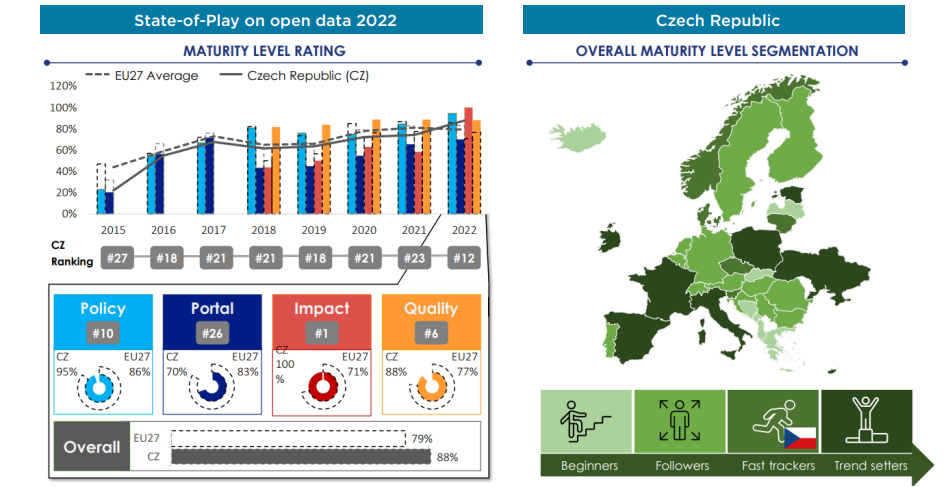 State-of-Play on open data 2022
MATURITY LEVEL RATING
EU27 Average
Czech Republic (CZ)
120%
100%
80%
60%
40%
20%
0%
2015 2016 2017 2018 2019 2020 2021 2022
CZ
Ranking
#27 #18 #21 #21 #18 #21 #23 #12
Policy
#10
CZ EU27
95% 86%
Portal
#26
CZ EU27
70% 83%
Impact
#1
CZ EU27
100 71%
%
Quality
#6
CZ EU27
88% 77%
Overall
EU27 79%
CZ 88%
Czech Republic
OVERALL MATURITY LEVEL SEGMENTATION
Beginners Followers Fast trackers Trend setters